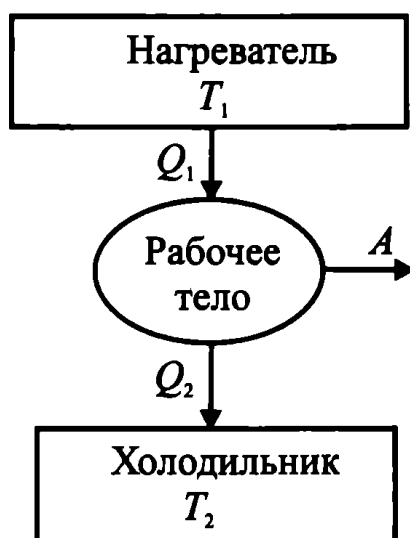 Нагреватель
T₁
Q₁
Рабочее
тело
A
Q₂
Холодильник
T₂